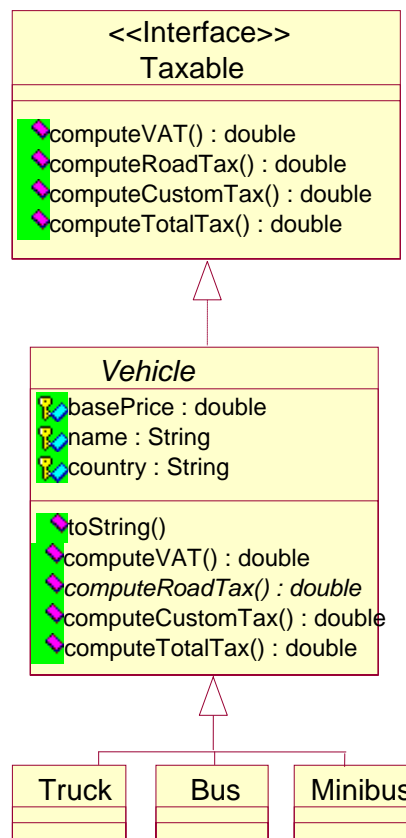 <<Interface>>
Taxable
computeVAT() : double
computeRoadTax() : double
computeCustomTax() : double
computeTotalTax() : double
Vehicle
basePrice : double
name : String
country : String
toString()
computeVAT() : double
computeRoadTax() : double
computeCustomTax() : double
computeTotalTax() : double
Truck
Bus
Minibus